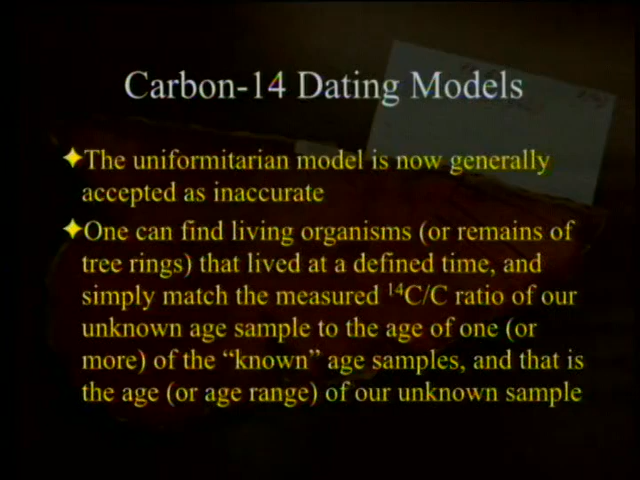 Carbon-14 Dating Models
The uniformitarian model is now generally
accepted as inaccurate
One can find living organisms (or remains of
tree rings) that lived at a defined time, and
simply match the measured ¹⁴C/C ratio of our
unknown age sample to the age of one (or
more) of the “known” age samples, and that is
the age (or age range) of our unknown sample